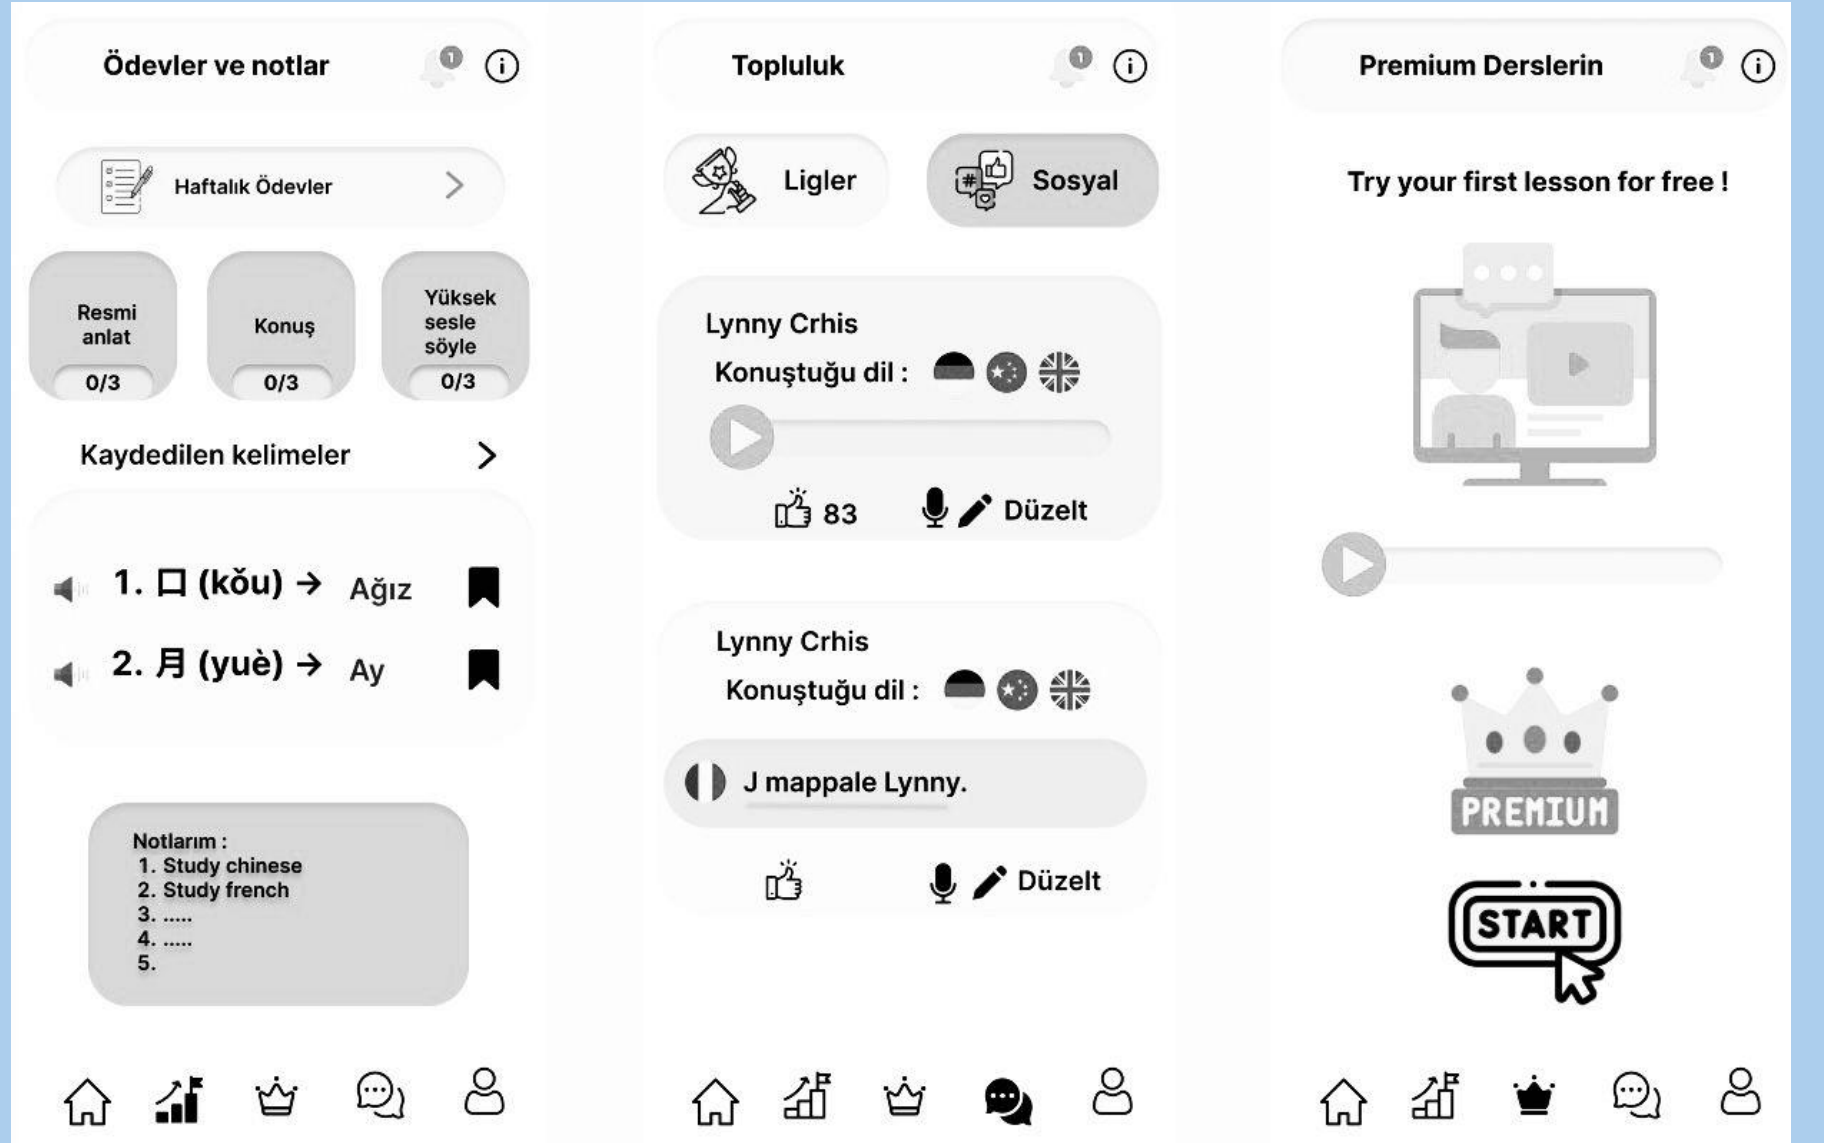 Ödevler ve notlar
1
Haftalık Ödevler
Resmi
anlat
0/3
Konuş
0/3
Yüksek
sesle
söyle
0/3
Kaydedilen kelimeler
1. 口 (kǒu) → Ağız
2. 月 (yuè) → Ay
Notlarım :
1. Study chinese
2. Study french
3. .....
4. .....
5.
Topluluk
1
Ligler
# Sosyal
Lynny Crhis
Konuştuğu dil :
83
Düzelt
Lynny Crhis
Konuştuğu dil :
J mappale Lynny.
Düzelt
Premium Derslerin
1
Try your first lesson for free !
PREMIUM
START